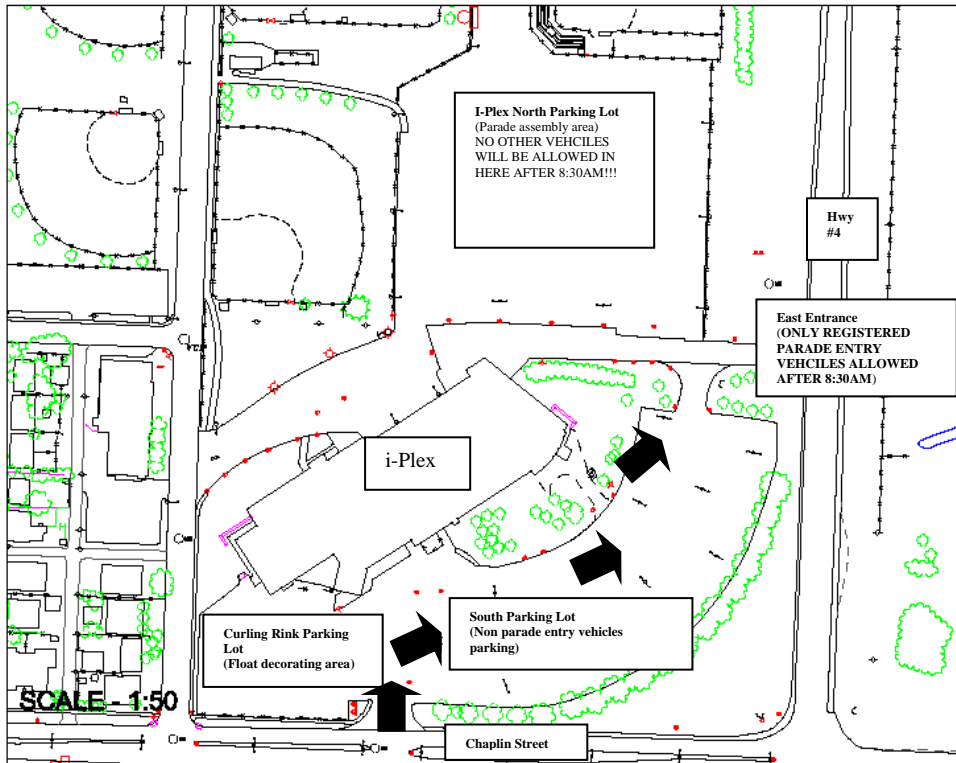 I-Plex North Parking Lot
(Parade assembly area)
NO OTHER VEHCILES
WILL BE ALLOWED IN
HERE AFTER 8:30AM!!!
Hwy
#4
East Entrance
(ONLY REGISTERED
PARADE ENTRY
VEHCILES ALLOWED
AFTER 8:30AM)
i-Plex
Curling Rink Parking
Lot
(Float decorating area)
South Parking Lot
(Non parade entry vehicles
parking)
SCALE - 1:50
Chaplin Street